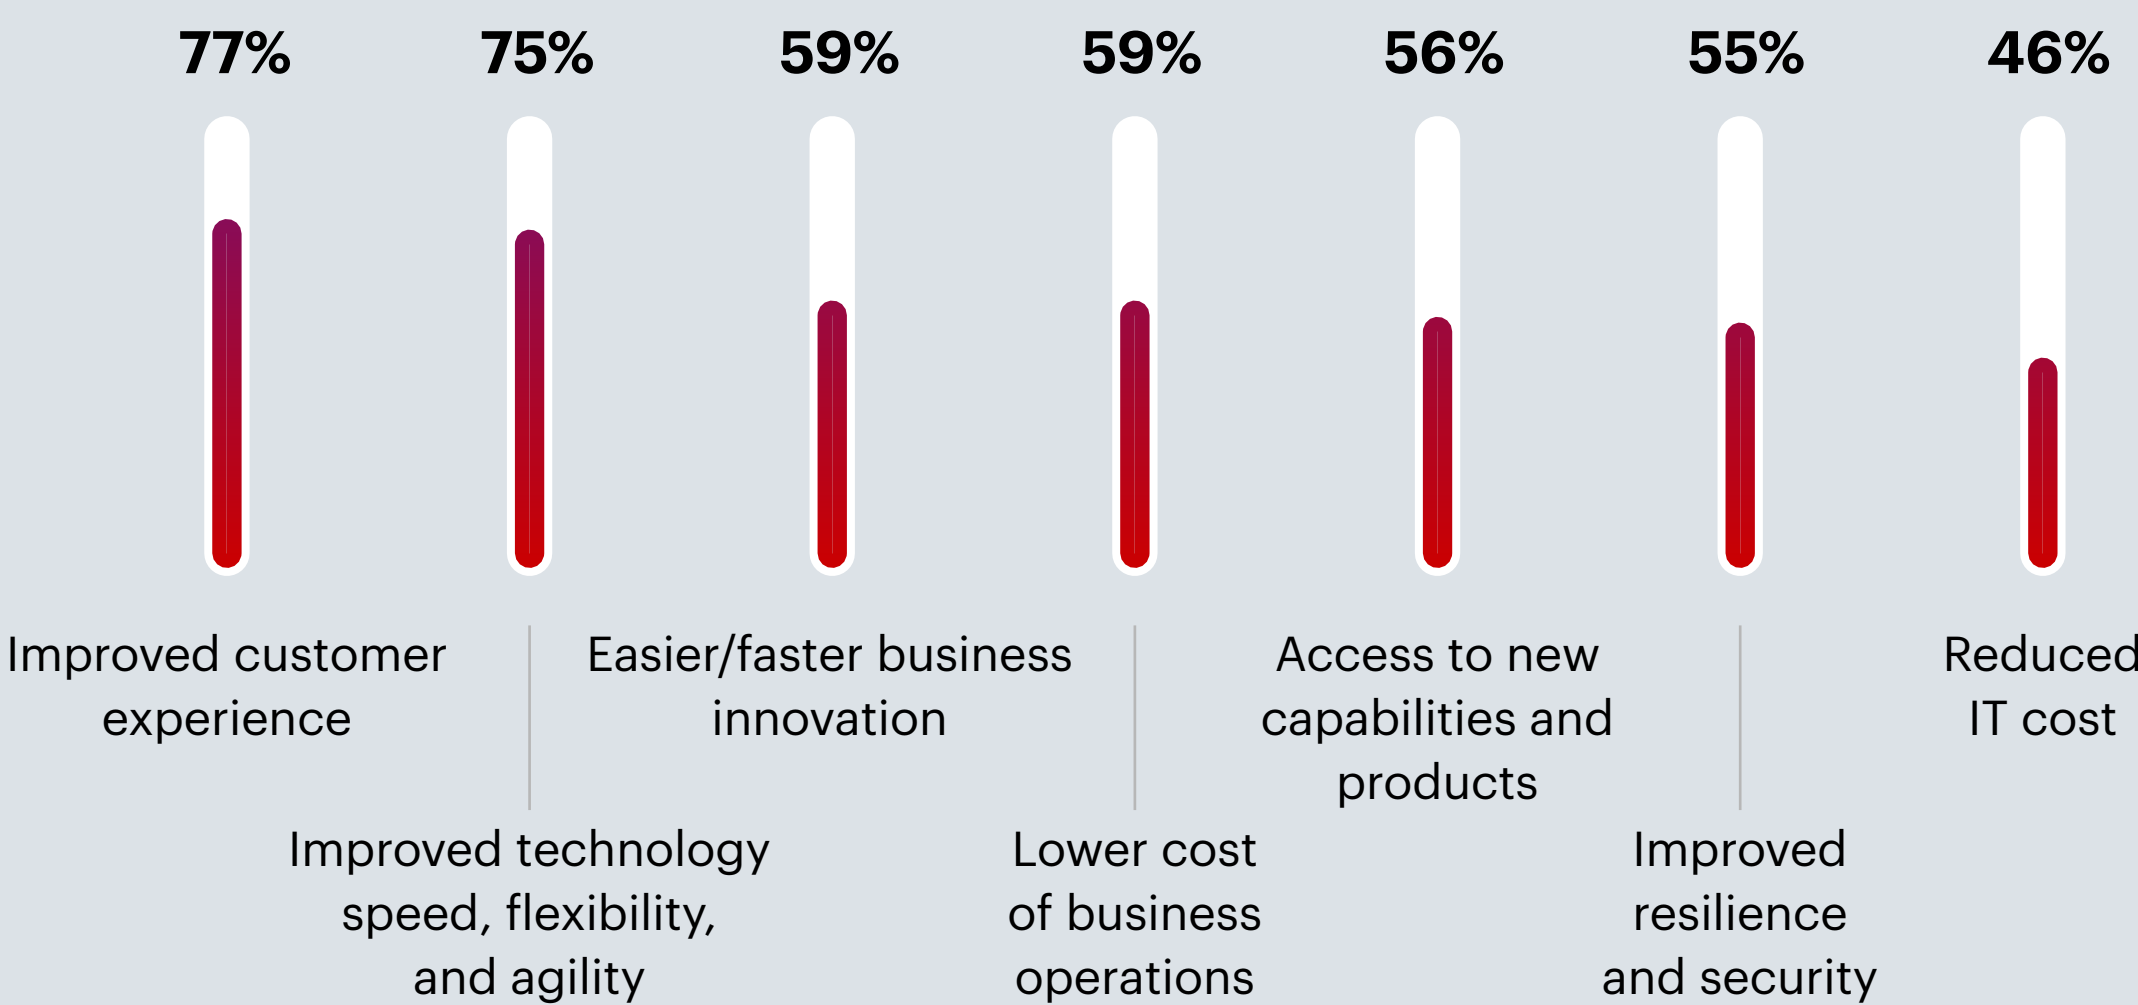 77%
75%
59%
59%
56%
55%
46%
Improved customer
experience
Improved technology
speed, flexibility,
and agility
Easier/faster business
innovation
Lower cost
of business
operations
Access to new
capabilities and
products
Improved
resilience
and security
Reduced
IT cost